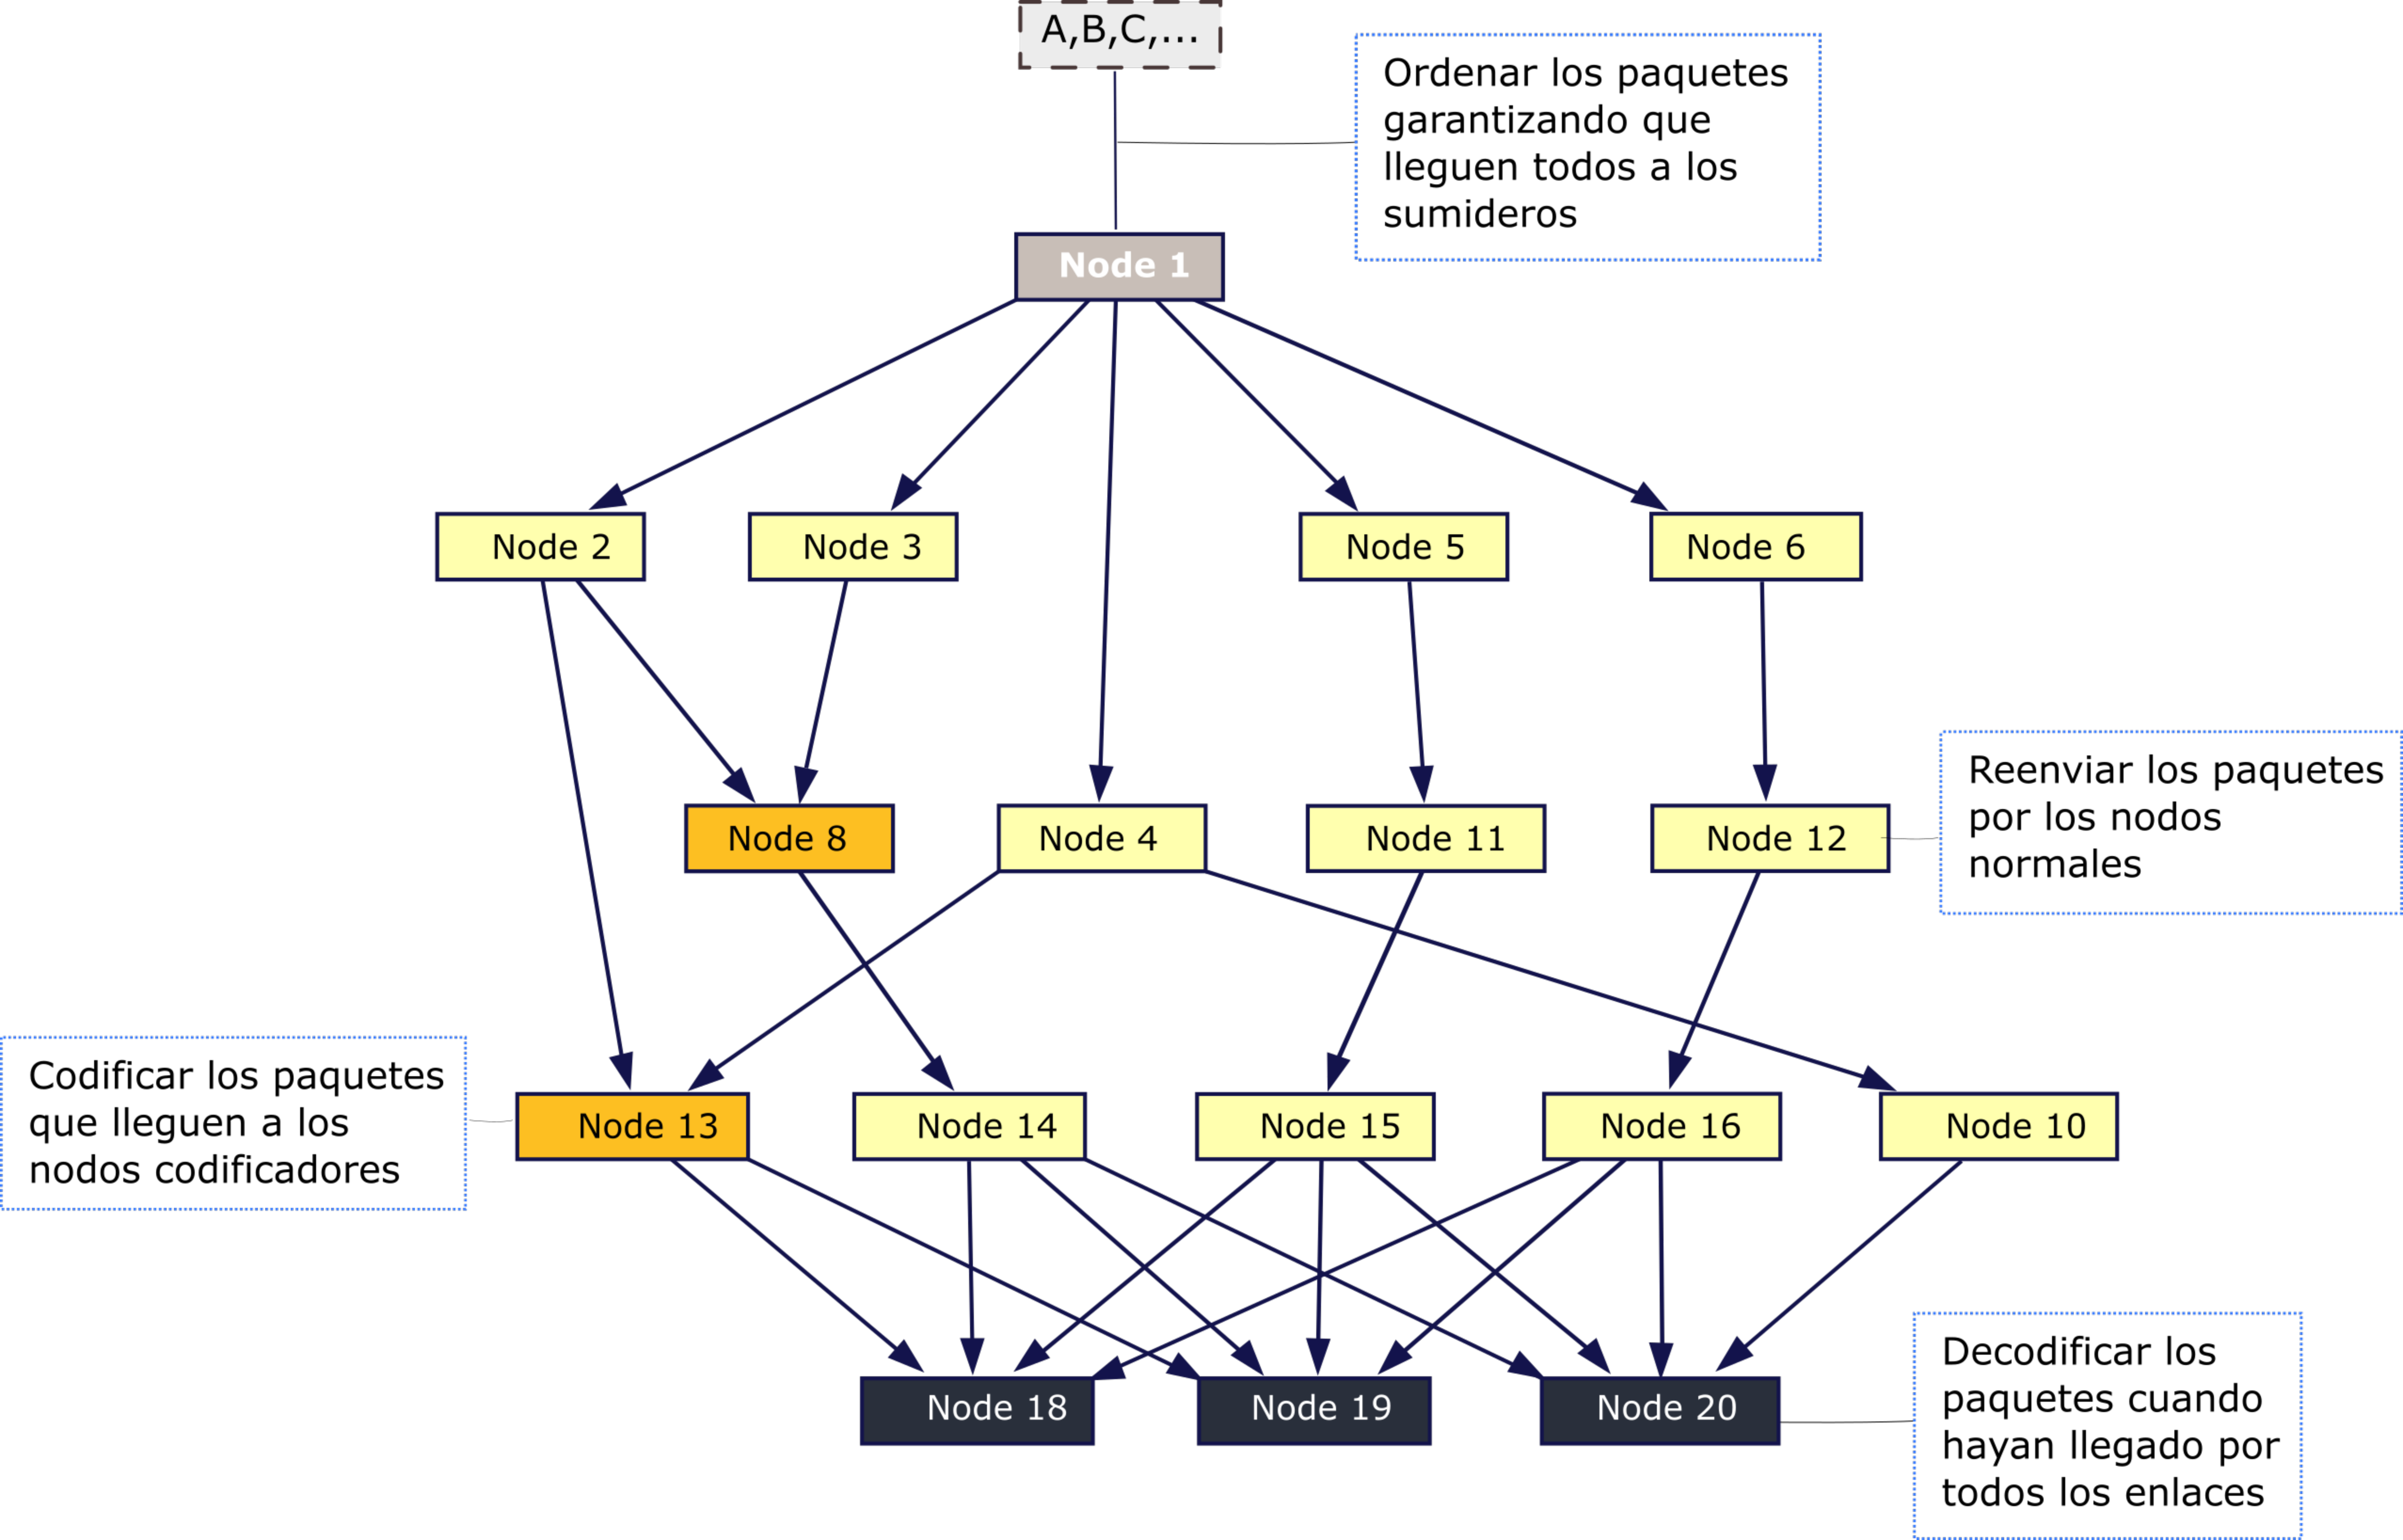 A,B,C,...
Ordenar los paquetes
garantizando que
lleguen todos a los
sumideros
Node 1
Node 2
Node 3
Node 5
Node 6
Node 8
Node 4
Node 11
Node 12
Reenviar los paquetes
por los nodos
normales
Codificar los paquetes
que lleguen a los
nodos codificadores
Node 13
Node 14
Node 15
Node 16
Node 10
Node 18
Node 19
Node 20
Decodificar los
paquetes cuando
hayan llegado por
todos los enlaces